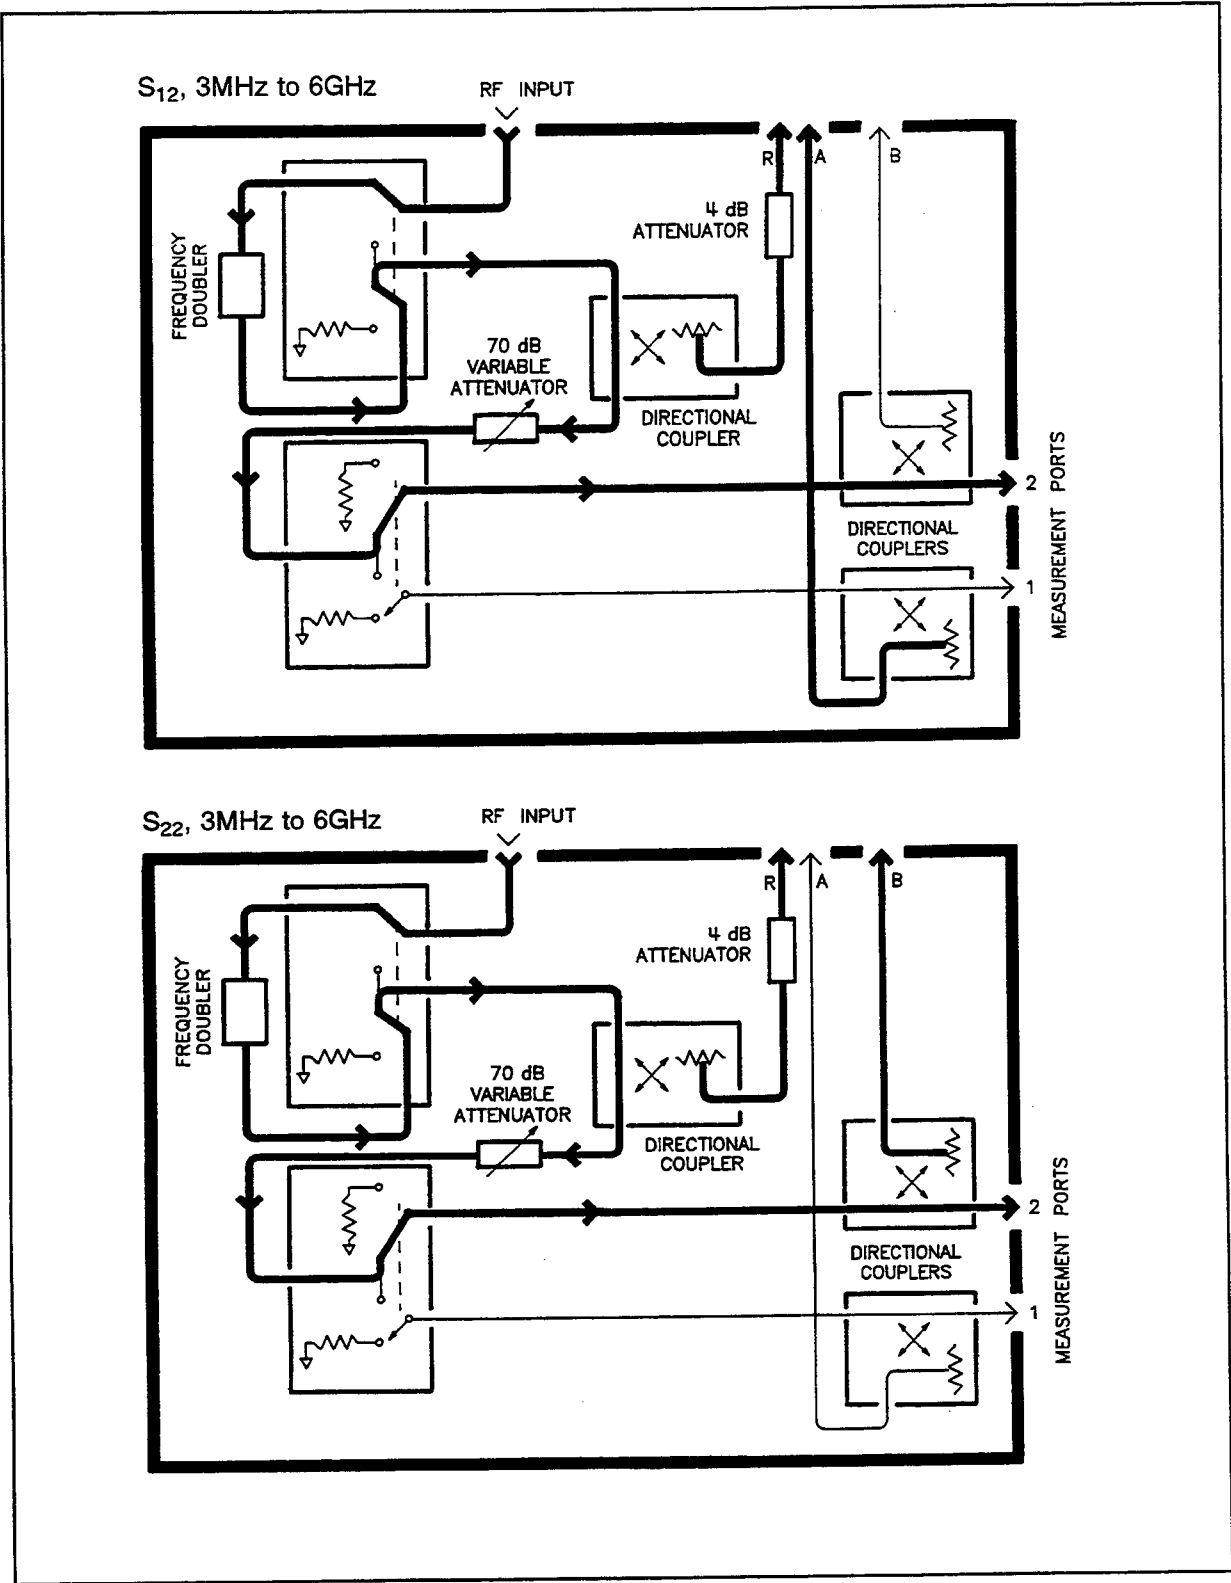 S12, 3MHz to 6GHz
RF INPUT
R
A
B
4 dB
ATTENUATOR
FREQUENCY
DOUBLER
70 dB
VARIABLE
ATTENUATOR
DIRECTIONAL
COUPLER
2
DIRECTIONAL
COUPLERS
1
MEASUREMENT PORTS
S22, 3MHz to 6GHz
RF INPUT
R
A
B
4 dB
ATTENUATOR
FREQUENCY
DOUBLER
70 dB
VARIABLE
ATTENUATOR
DIRECTIONAL
COUPLER
2
DIRECTIONAL
COUPLERS
1
MEASUREMENT PORTS